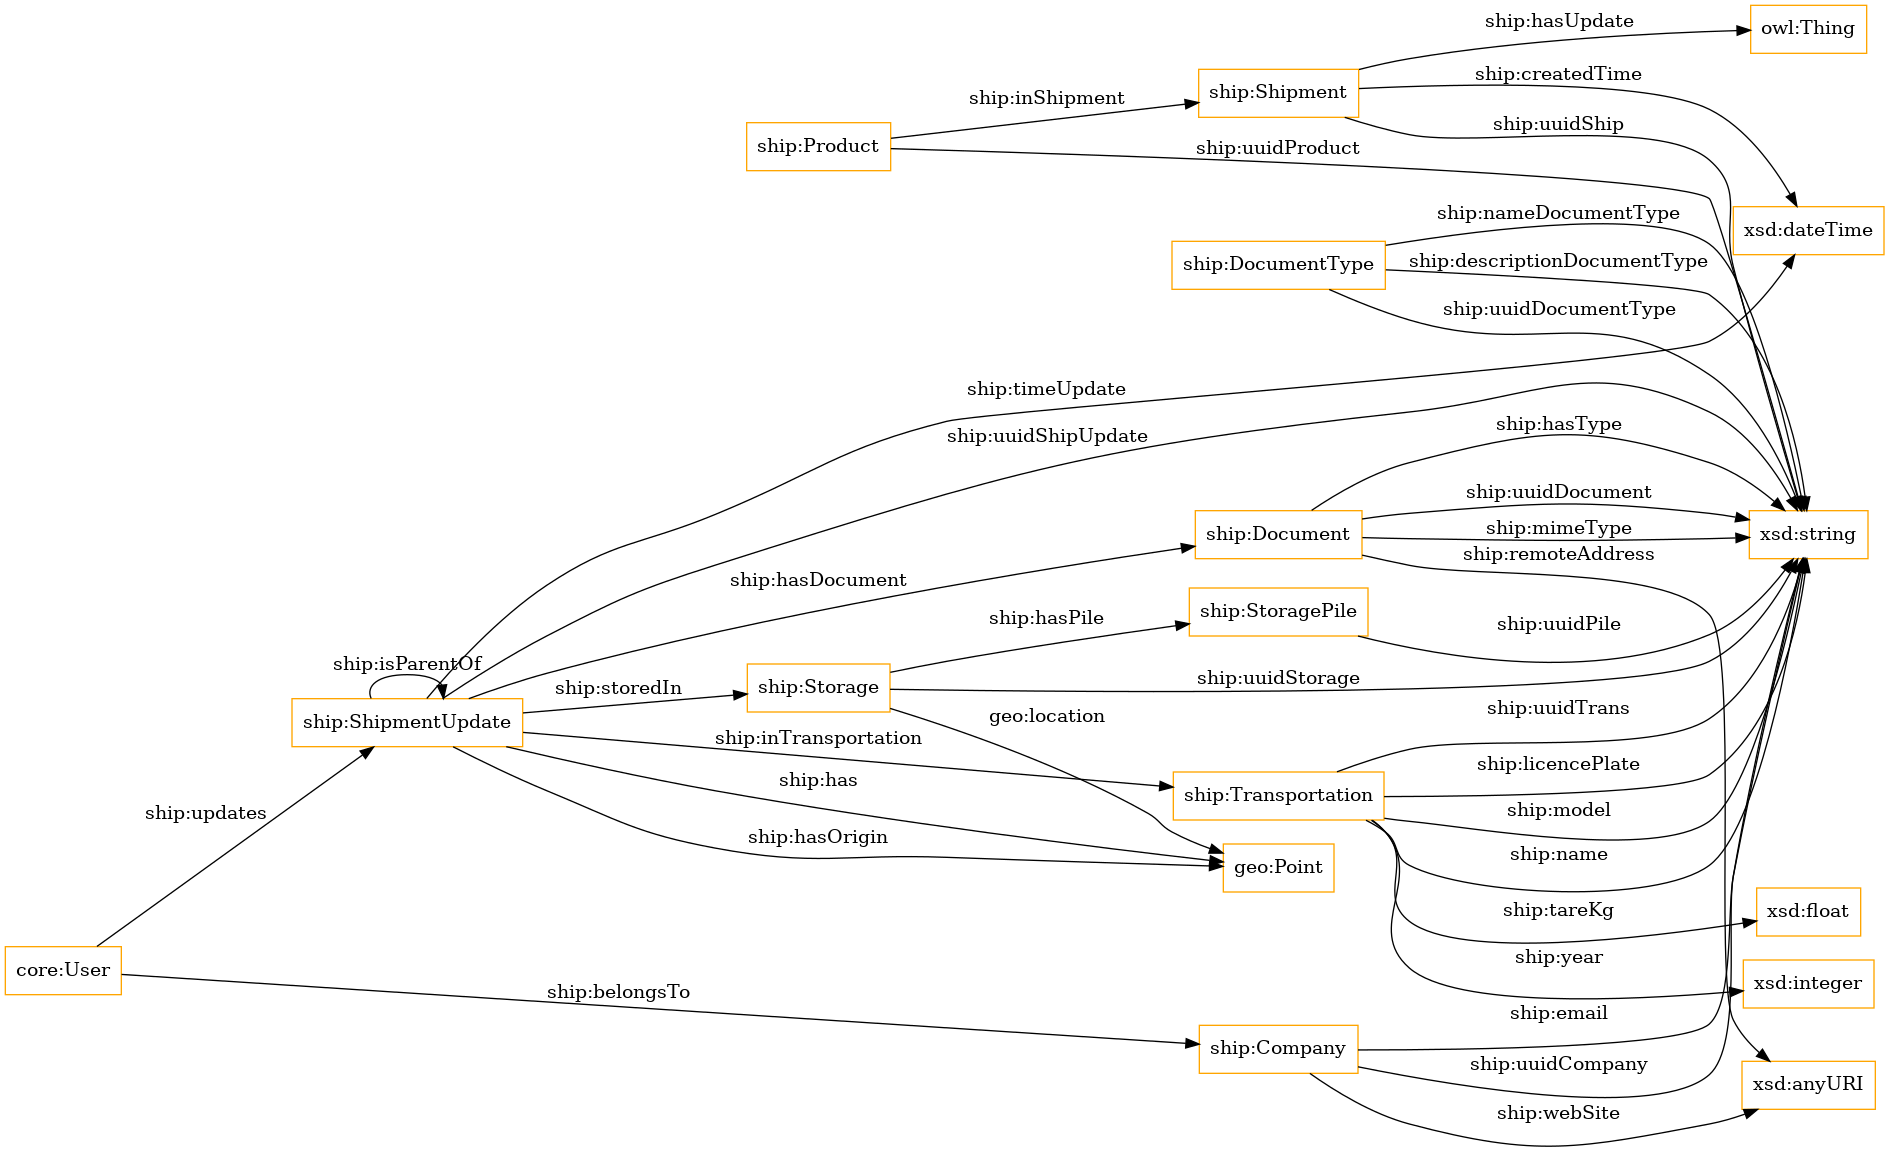 ship:hasUpdate
owl:Thing
ship:createdTime
ship:Shipment
ship:inShipment
ship:uuidShip
ship:Product
ship:uuidProduct
ship:nameDocumentType
xsd:dateTime
ship:DocumentType
ship:descriptionDocumentType
ship:uuidDocumentType
ship:timeUpdate
ship:uuidShipUpdate
ship:hasType
ship:uuidDocument
ship:Document
ship:mimeType
xsd:string
ship:remoteAddress
ship:hasDocument
ship:hasPile
ship:StoragePile
ship:uuidPile
ship:isParentOf
ship:storedIn
ship:Storage
ship:uuidStorage
ship:ShipmentUpdate
geo:location
ship:uuidTrans
ship:inTransportation
ship:licencePlate
ship:has
ship:Transportation
ship:model
ship:updates
ship:hasOrigin
ship:name
geo:Point
ship:tareKg
xsd:float
ship:year
core:User
xsd:integer
ship:belongsTo
ship:email
ship:Company
ship:uuidCompany
xsd:anyURI
ship:webSite